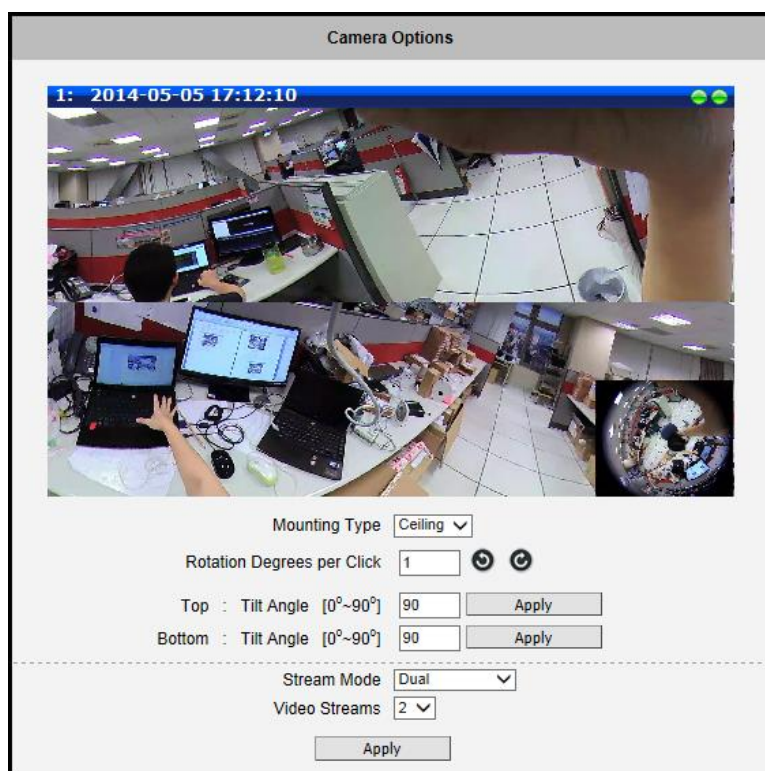 Camera Options
1: 2014-05-05 17:12:10
Mounting Type Ceiling
Rotation Degrees per Click 1
Top : Tilt Angle [0°~90°] 90 Apply
Bottom : Tilt Angle [0°~90°] 90 Apply
Stream Mode Dual
Video Streams 2
Apply